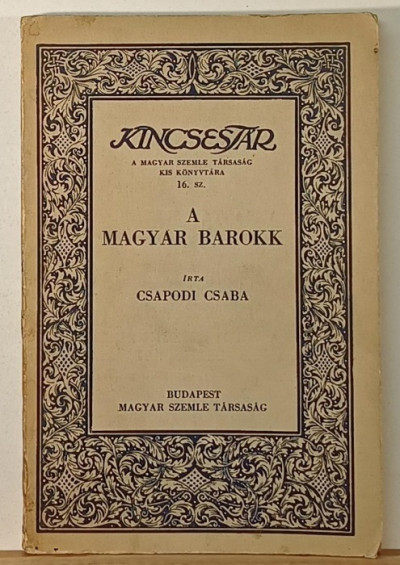 KINCSESTÁR
A MAGYAR SZEMLE TÁRSASÁG
KIS KÖNYVTÁRA
16. SZ.
A
MAGYAR BAROKK
ÍRTA
CSAPODI CSABA
BUDAPEST
MAGYAR SZEMLE TÁRSASÁG